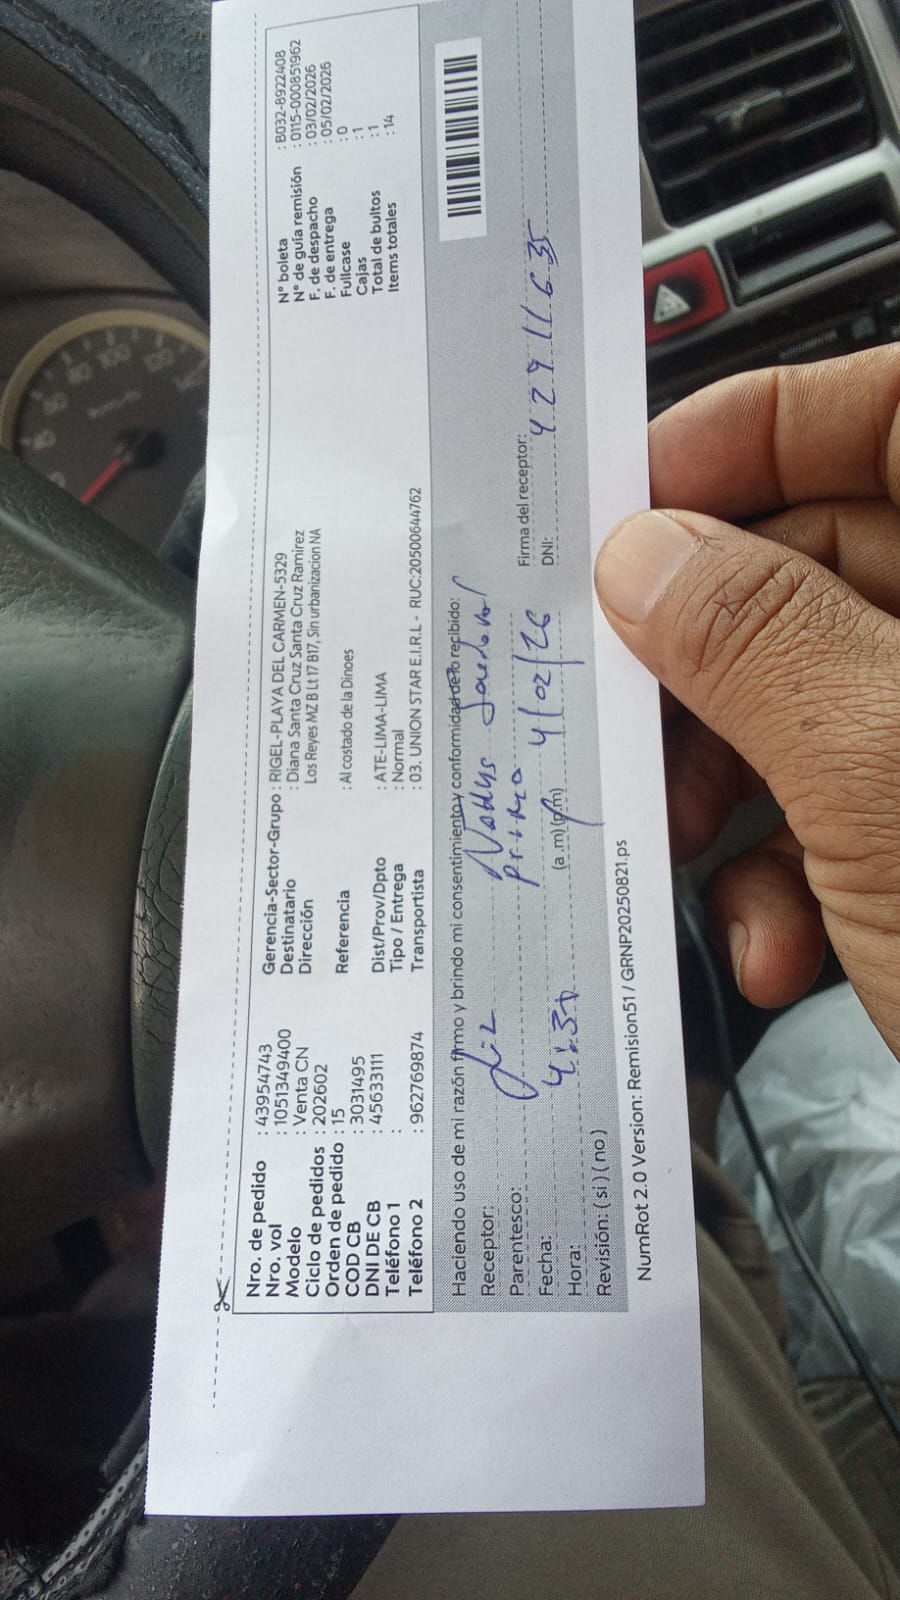 Nro. de pedido : 43954743
Nro. vol : 1051349400
Modelo : Venta CN
Ciclo de pedidos : 202602
Orden de pedido : 15
COD CB : 3031495
DNI DE CB : 45633111
Teléfono 1 :
Teléfono 2 : 962769874
Gerencia-Sector-Grupo : RIGEL-PLAYA DEL CARMEN-5329
Destinatario : Diana Santa Cruz Santa Cruz Ramirez
Dirección Los Reyes MZ B Lt 17 B17, Sin urbanizacion NA
Referencia : Al costado de la Dinoes
Dist/Prov/Dpto : ATE-LIMA-LIMA
Tipo / Entrega : Normal
Transportista : 03. UNION STAR E.I.R.L - RUC:20500644762
N° boleta : B032-8922408
N° de guía remisión : 0115-000851962
F. de despacho : 03/02/2026
F. de entrega : 05/02/2026
Fullcase : 0
Cajas : 1
Total de bultos : 1
Items totales : 14
Haciendo uso de mi razón firmo y brindo mi consentimiento y conformidad de lo recibido:
Receptor:
Parentesco: prima
Firma del receptor:
Fecha: 4/02/26
DNI: 42911635
Hora: 4:30 (a .m) (p.m)
Revisión: ( si ) ( no )
NumRot 2.0 Version: Remision51 / GRNP20250821.ps